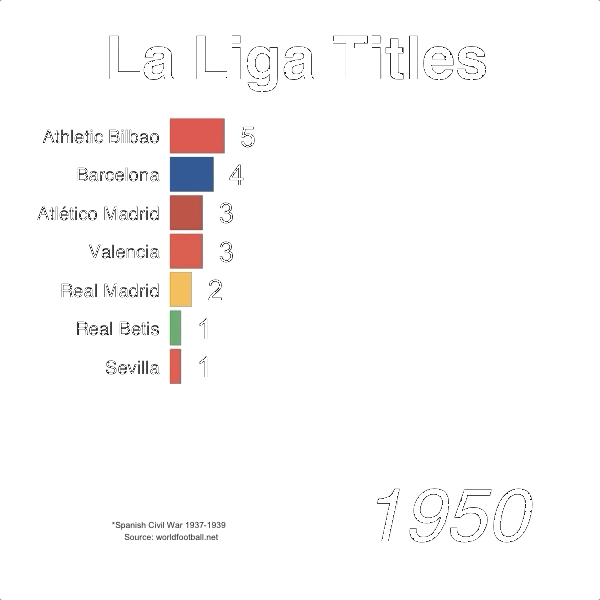 La Liga Titles
Athletic Bilbao 5
Barcelona 4
Atlético Madrid 3
Valencia 3
Real Madrid 2
Real Betis 1
Sevilla 1
1950
*Spanish Civil War 1937-1939
Source: worldfootball.net